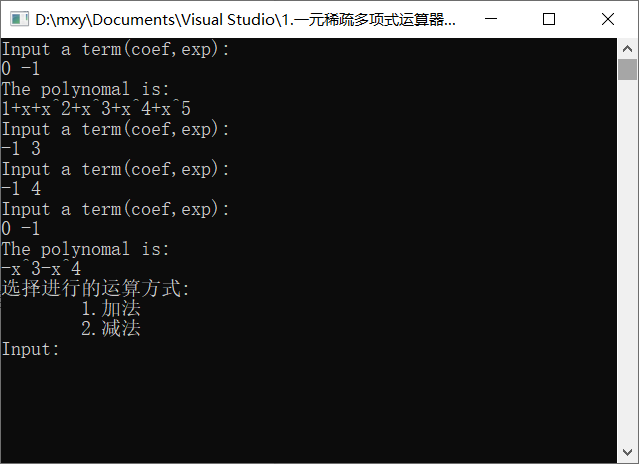 D:\mxy\Documents\Visual Studio\1.一元稀疏多项式运算器...
Input a term(coef,exp):
0 -1
The polynomal is:
1+x+x^2+x^3+x^4+x^5
Input a term(coef,exp):
-1 3
Input a term(coef,exp):
-1 4
Input a term(coef,exp):
0 -1
The polynomal is:
-x^3-x^4
选择进行的运算方式:
1.加法
2.减法
Input: